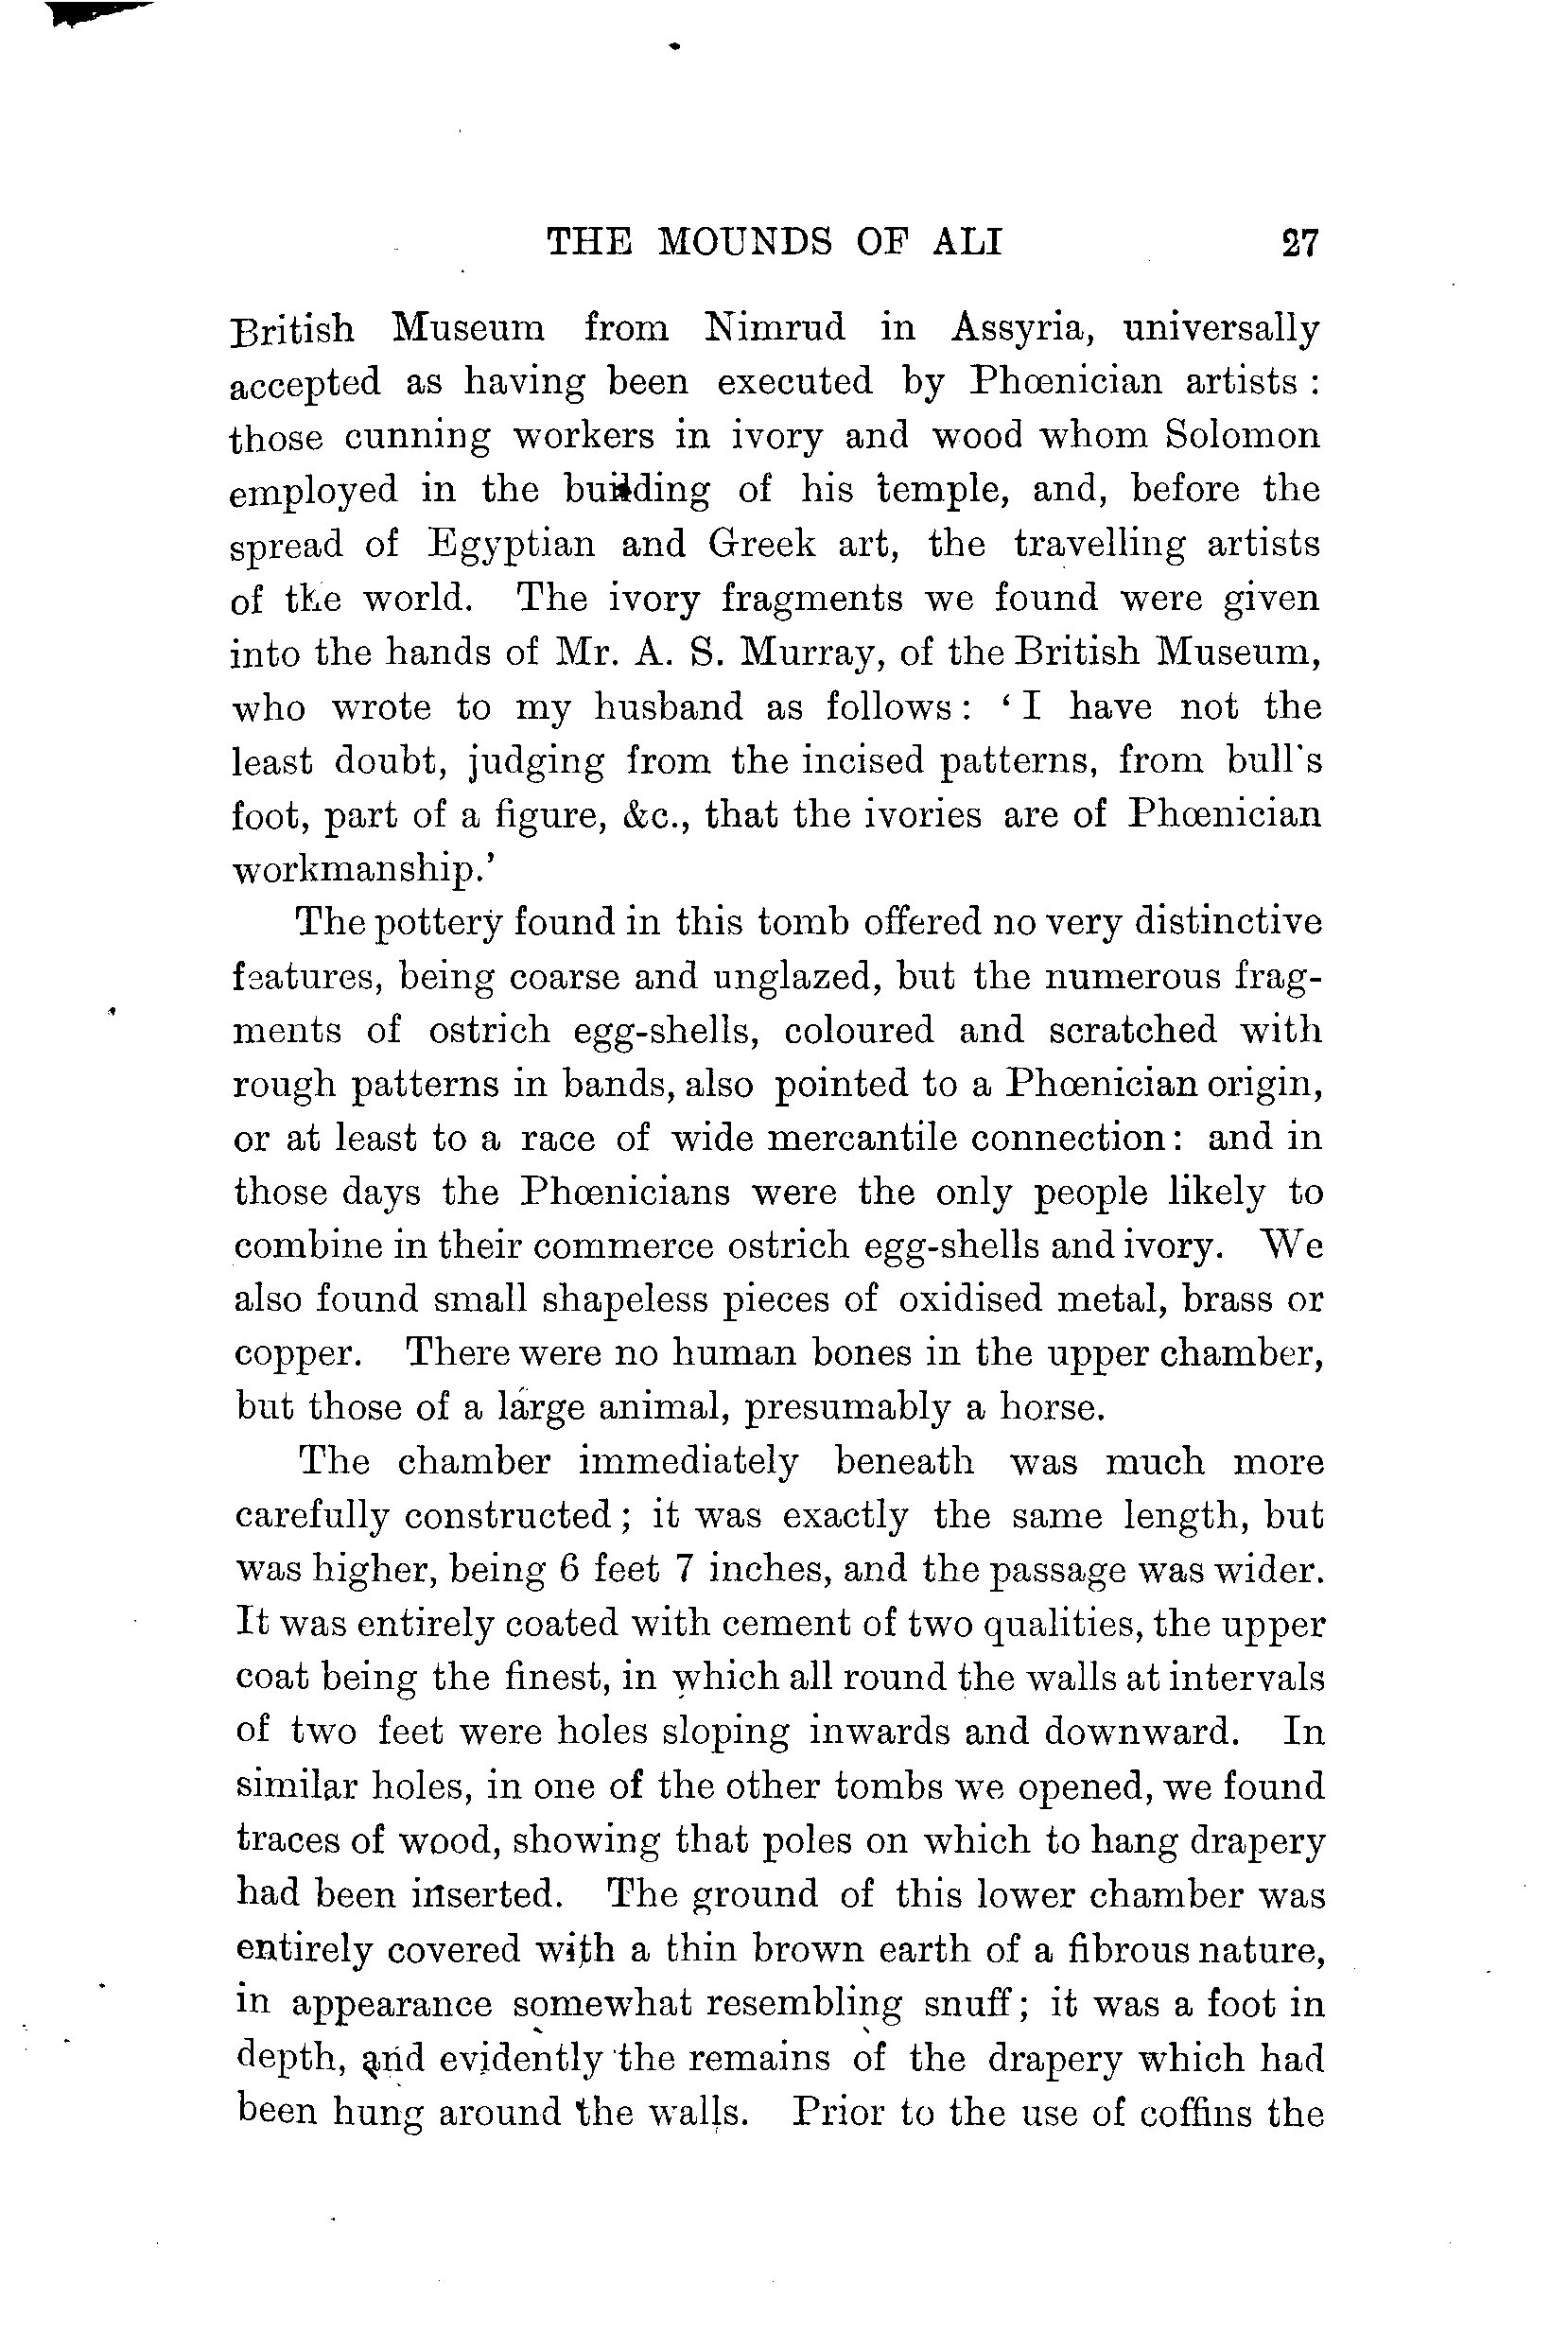 THE MOUNDS OF ALI 27
British Museum from Nimrud in Assyria, universally
accepted as having been executed by Phœnician artists :
those cunning workers in ivory and wood whom Solomon
employed in the building of his temple, and, before the
spread of Egyptian and Greek art, the travelling artists
of the world. The ivory fragments we found were given
into the hands of Mr. A. S. Murray, of the British Museum,
who wrote to my husband as follows: ‘ I have not the
least doubt, judging from the incised patterns, from bull's
foot, part of a figure, &c., that the ivories are of Phœnician
workmanship.’
The pottery found in this tomb offered no very distinctive
features, being coarse and unglazed, but the numerous frag-
ments of ostrich egg-shells, coloured and scratched with
rough patterns in bands, also pointed to a Phœnician origin,
or at least to a race of wide mercantile connection: and in
those days the Phœnicians were the only people likely to
combine in their commerce ostrich egg-shells and ivory. We
also found small shapeless pieces of oxidised metal, brass or
copper. There were no human bones in the upper chamber,
but those of a large animal, presumably a horse.
The chamber immediately beneath was much more
carefully constructed ; it was exactly the same length, but
was higher, being 6 feet 7 inches, and the passage was wider.
It was entirely coated with cement of two qualities, the upper
coat being the finest, in which all round the walls at intervals
of two feet were holes sloping inwards and downward. In
similar holes, in one of the other tombs we opened, we found
traces of wood, showing that poles on which to hang drapery
had been inserted. The ground of this lower chamber was
entirely covered with a thin brown earth of a fibrous nature,
in appearance somewhat resembling snuff; it was a foot in
depth, and evidently the remains of the drapery which had
been hung around the walls. Prior to the use of coffins the